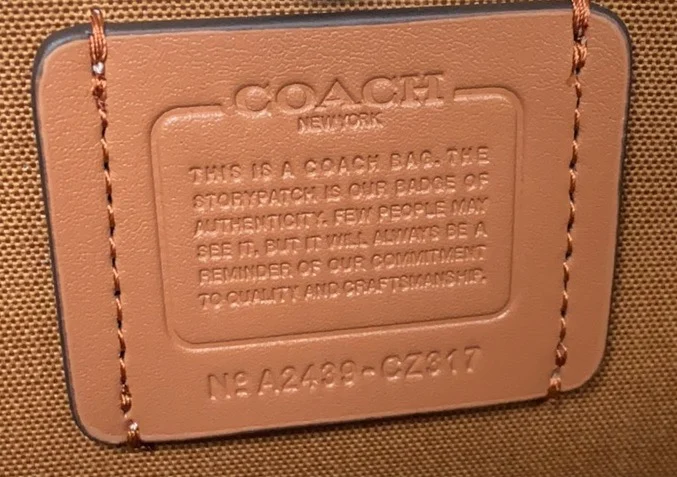 COACH
NEW YORK
THIS IS A COACH BAG. THE
STORYPATCH IS OUR BADGE OF
AUTHENTICITY. FEW PEOPLE MAY
SEE IT. BUT IT WILL ALWAYS BE A
REMINDER OF OUR COMMITMENT
TO QUALITY AND CRAFTSMANSHIP.
Nº A2439-CZ317